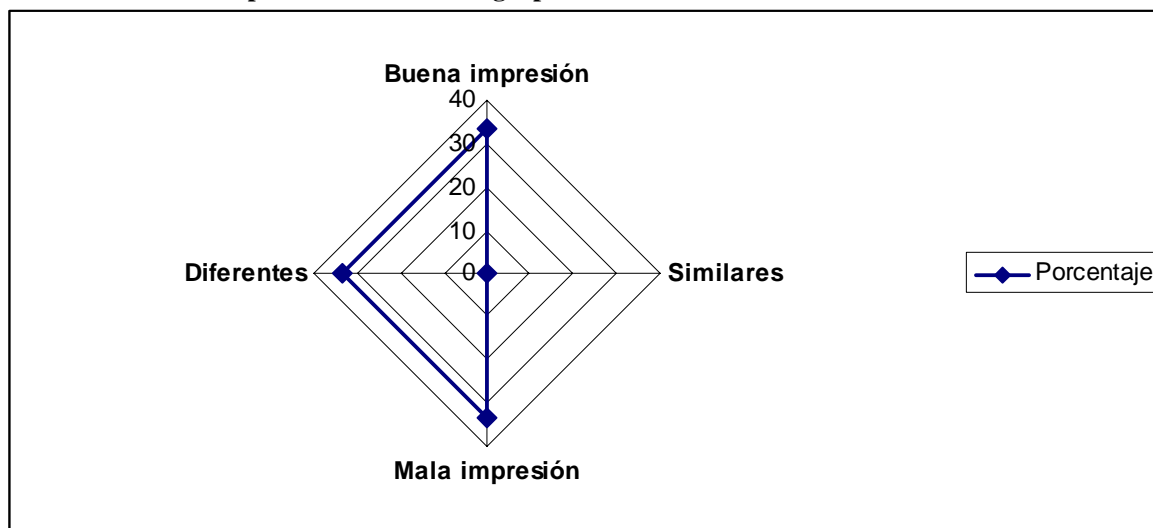 Buena impresión
40
30
20
10
0
Diferentes
Similares
Porcentaje
Mala impresión